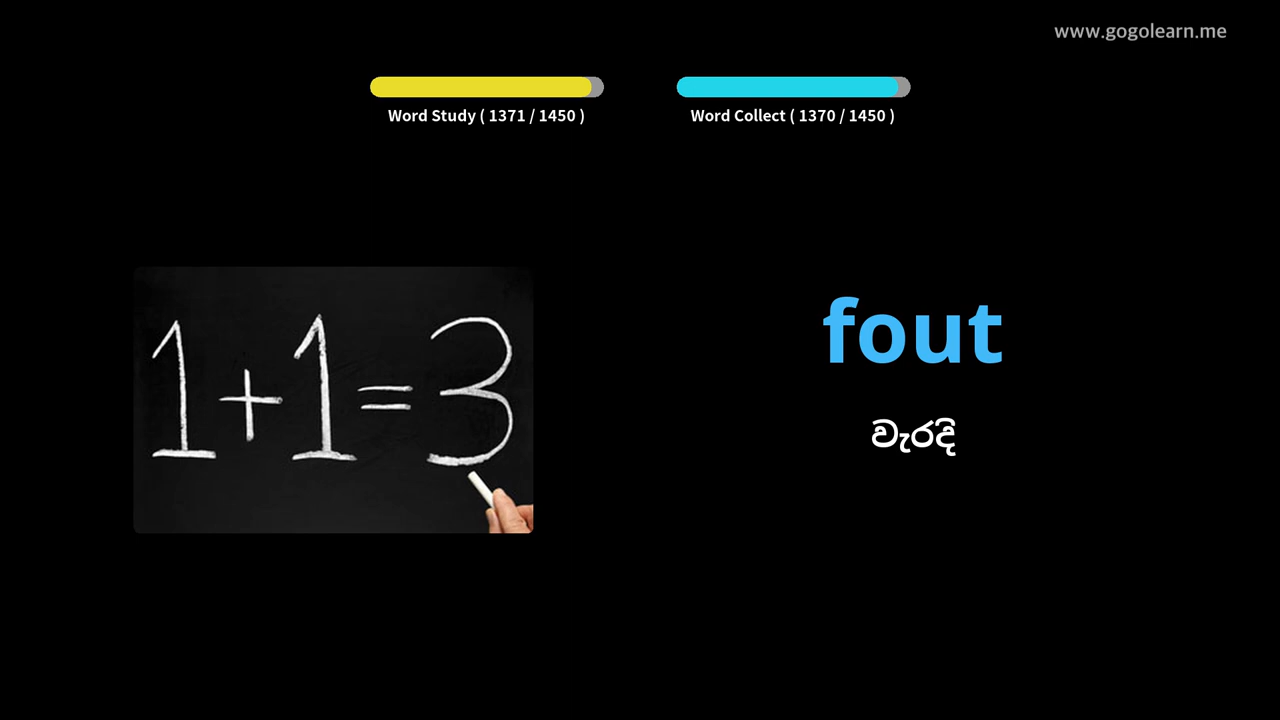 www.gogolearn.me
Word Study ( 1371 / 1450 )
Word Collect ( 1370 / 1450 )
1+1=3
fout
වැරදි